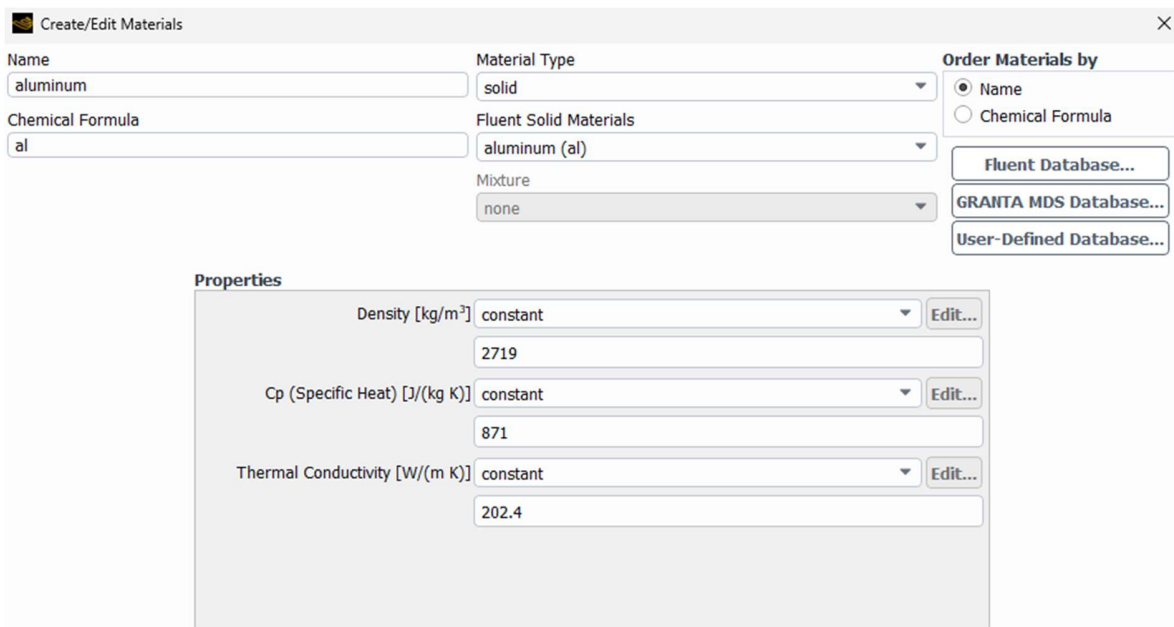 Create/Edit Materials
Name
aluminum
Chemical Formula
al
Material Type
solid
Fluent Solid Materials
aluminum (al)
Mixture
none
Order Materials by
Name
Chemical Formula
Fluent Database...
GRANTA MDS Database...
User-Defined Database...
Properties
Density [kg/m³] constant Edit...
2719
Cp (Specific Heat) [J/(kg K)] constant Edit...
871
Thermal Conductivity [W/(m K)] constant Edit...
202.4